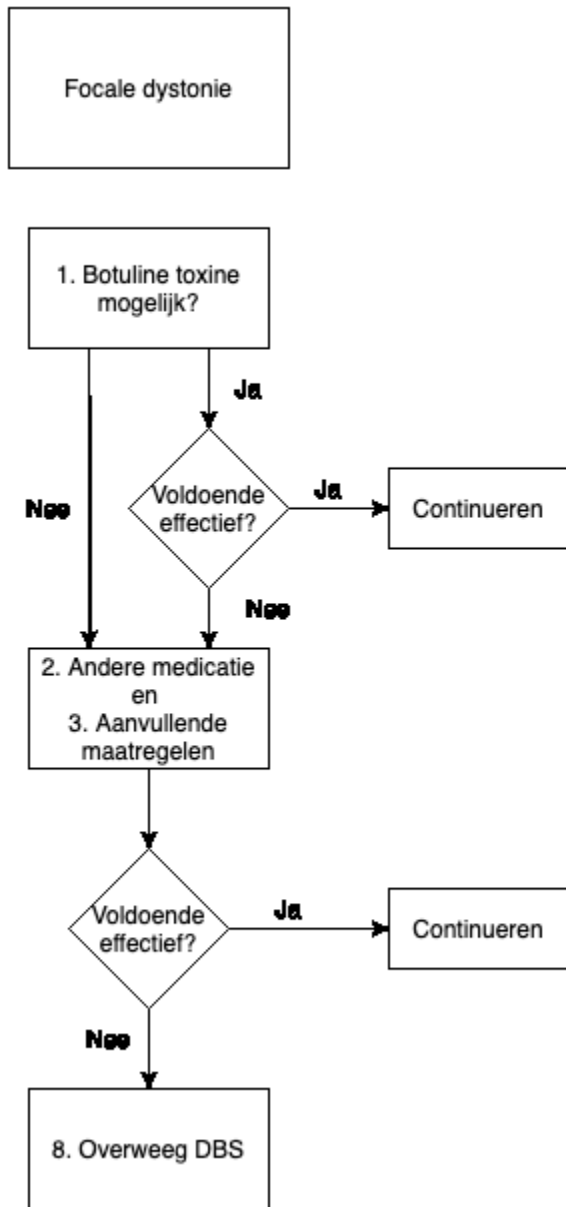 Focale dystonie
1. Botuline toxine
mogelijk?
Ja
Nee
Voldoende
effectief?
Ja
Continueren
Nee
2. Andere medicatie
en
3. Aanvullende
maatregelen
Voldoende
effectief?
Ja
Continueren
Nee
8. Overweeg DBS